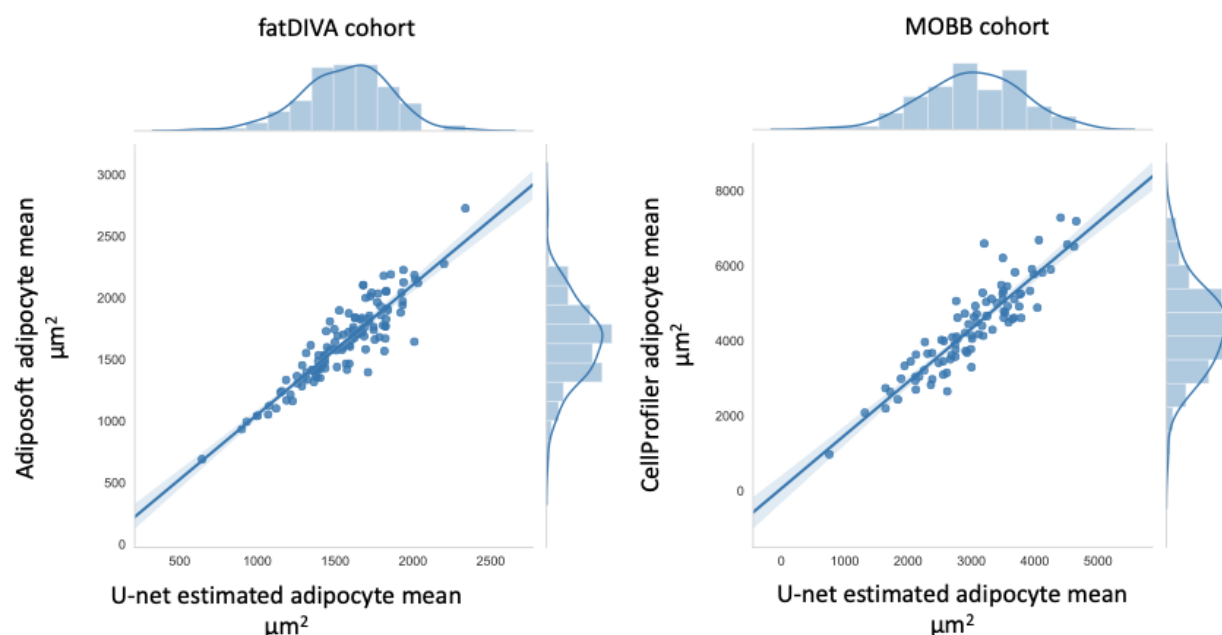 fatDIVA cohort
Adiposoft adipocyte mean
µm²
3000
2500
2000
1500
1000
500
0
500 1000 1500 2000 2500
U-net estimated adipocyte mean
µm²
MOBB cohort
CellProfiler adipocyte mean
µm²
8000
6000
4000
2000
0
0 1000 2000 3000 4000 5000
U-net estimated adipocyte mean
µm²